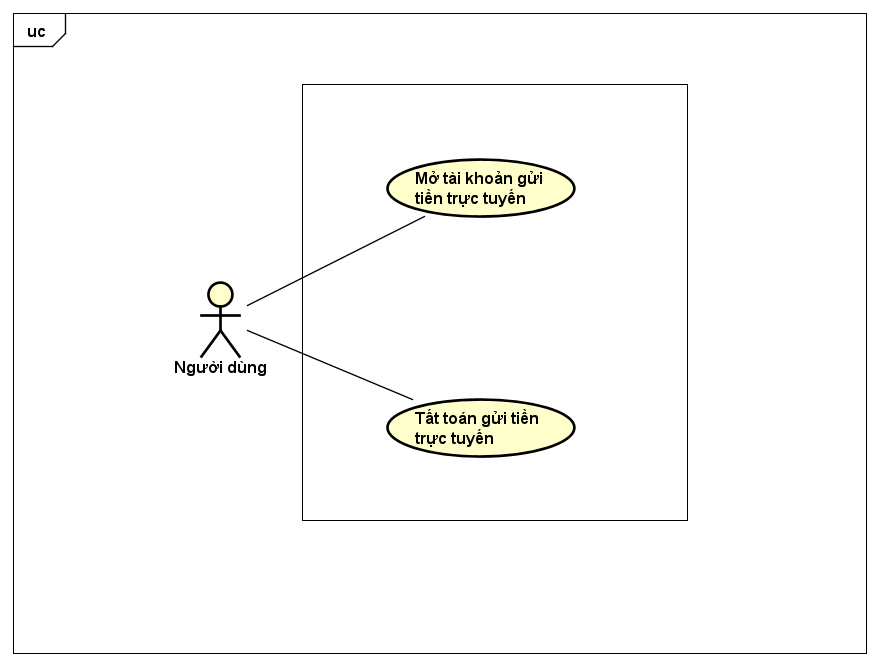 uc
Mở tài khoản gửi
tiền trực tuyến
Người dùng
Tất toán gửi tiền
trực tuyến